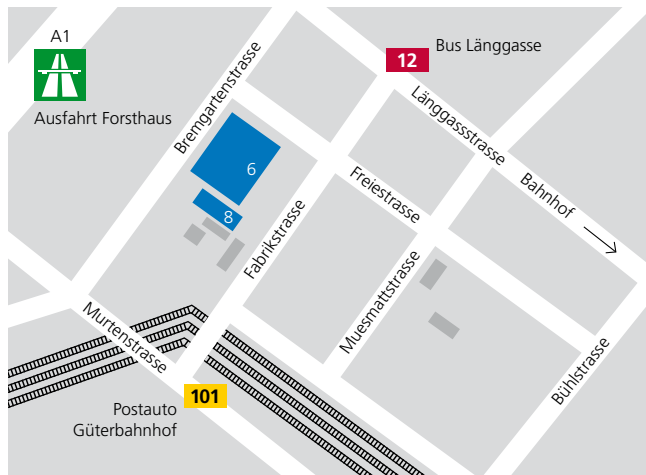 A1
Ausfahrt Forsthaus
Bremgartenstrasse
12
Bus Länggasse
Länggassstrasse
Bahnhof
6
8
Freiestrasse
Fabrikstrasse
Muesmattstrasse
Bühlstrasse
Murtenstrasse
101
Postauto
Güterbahnhof